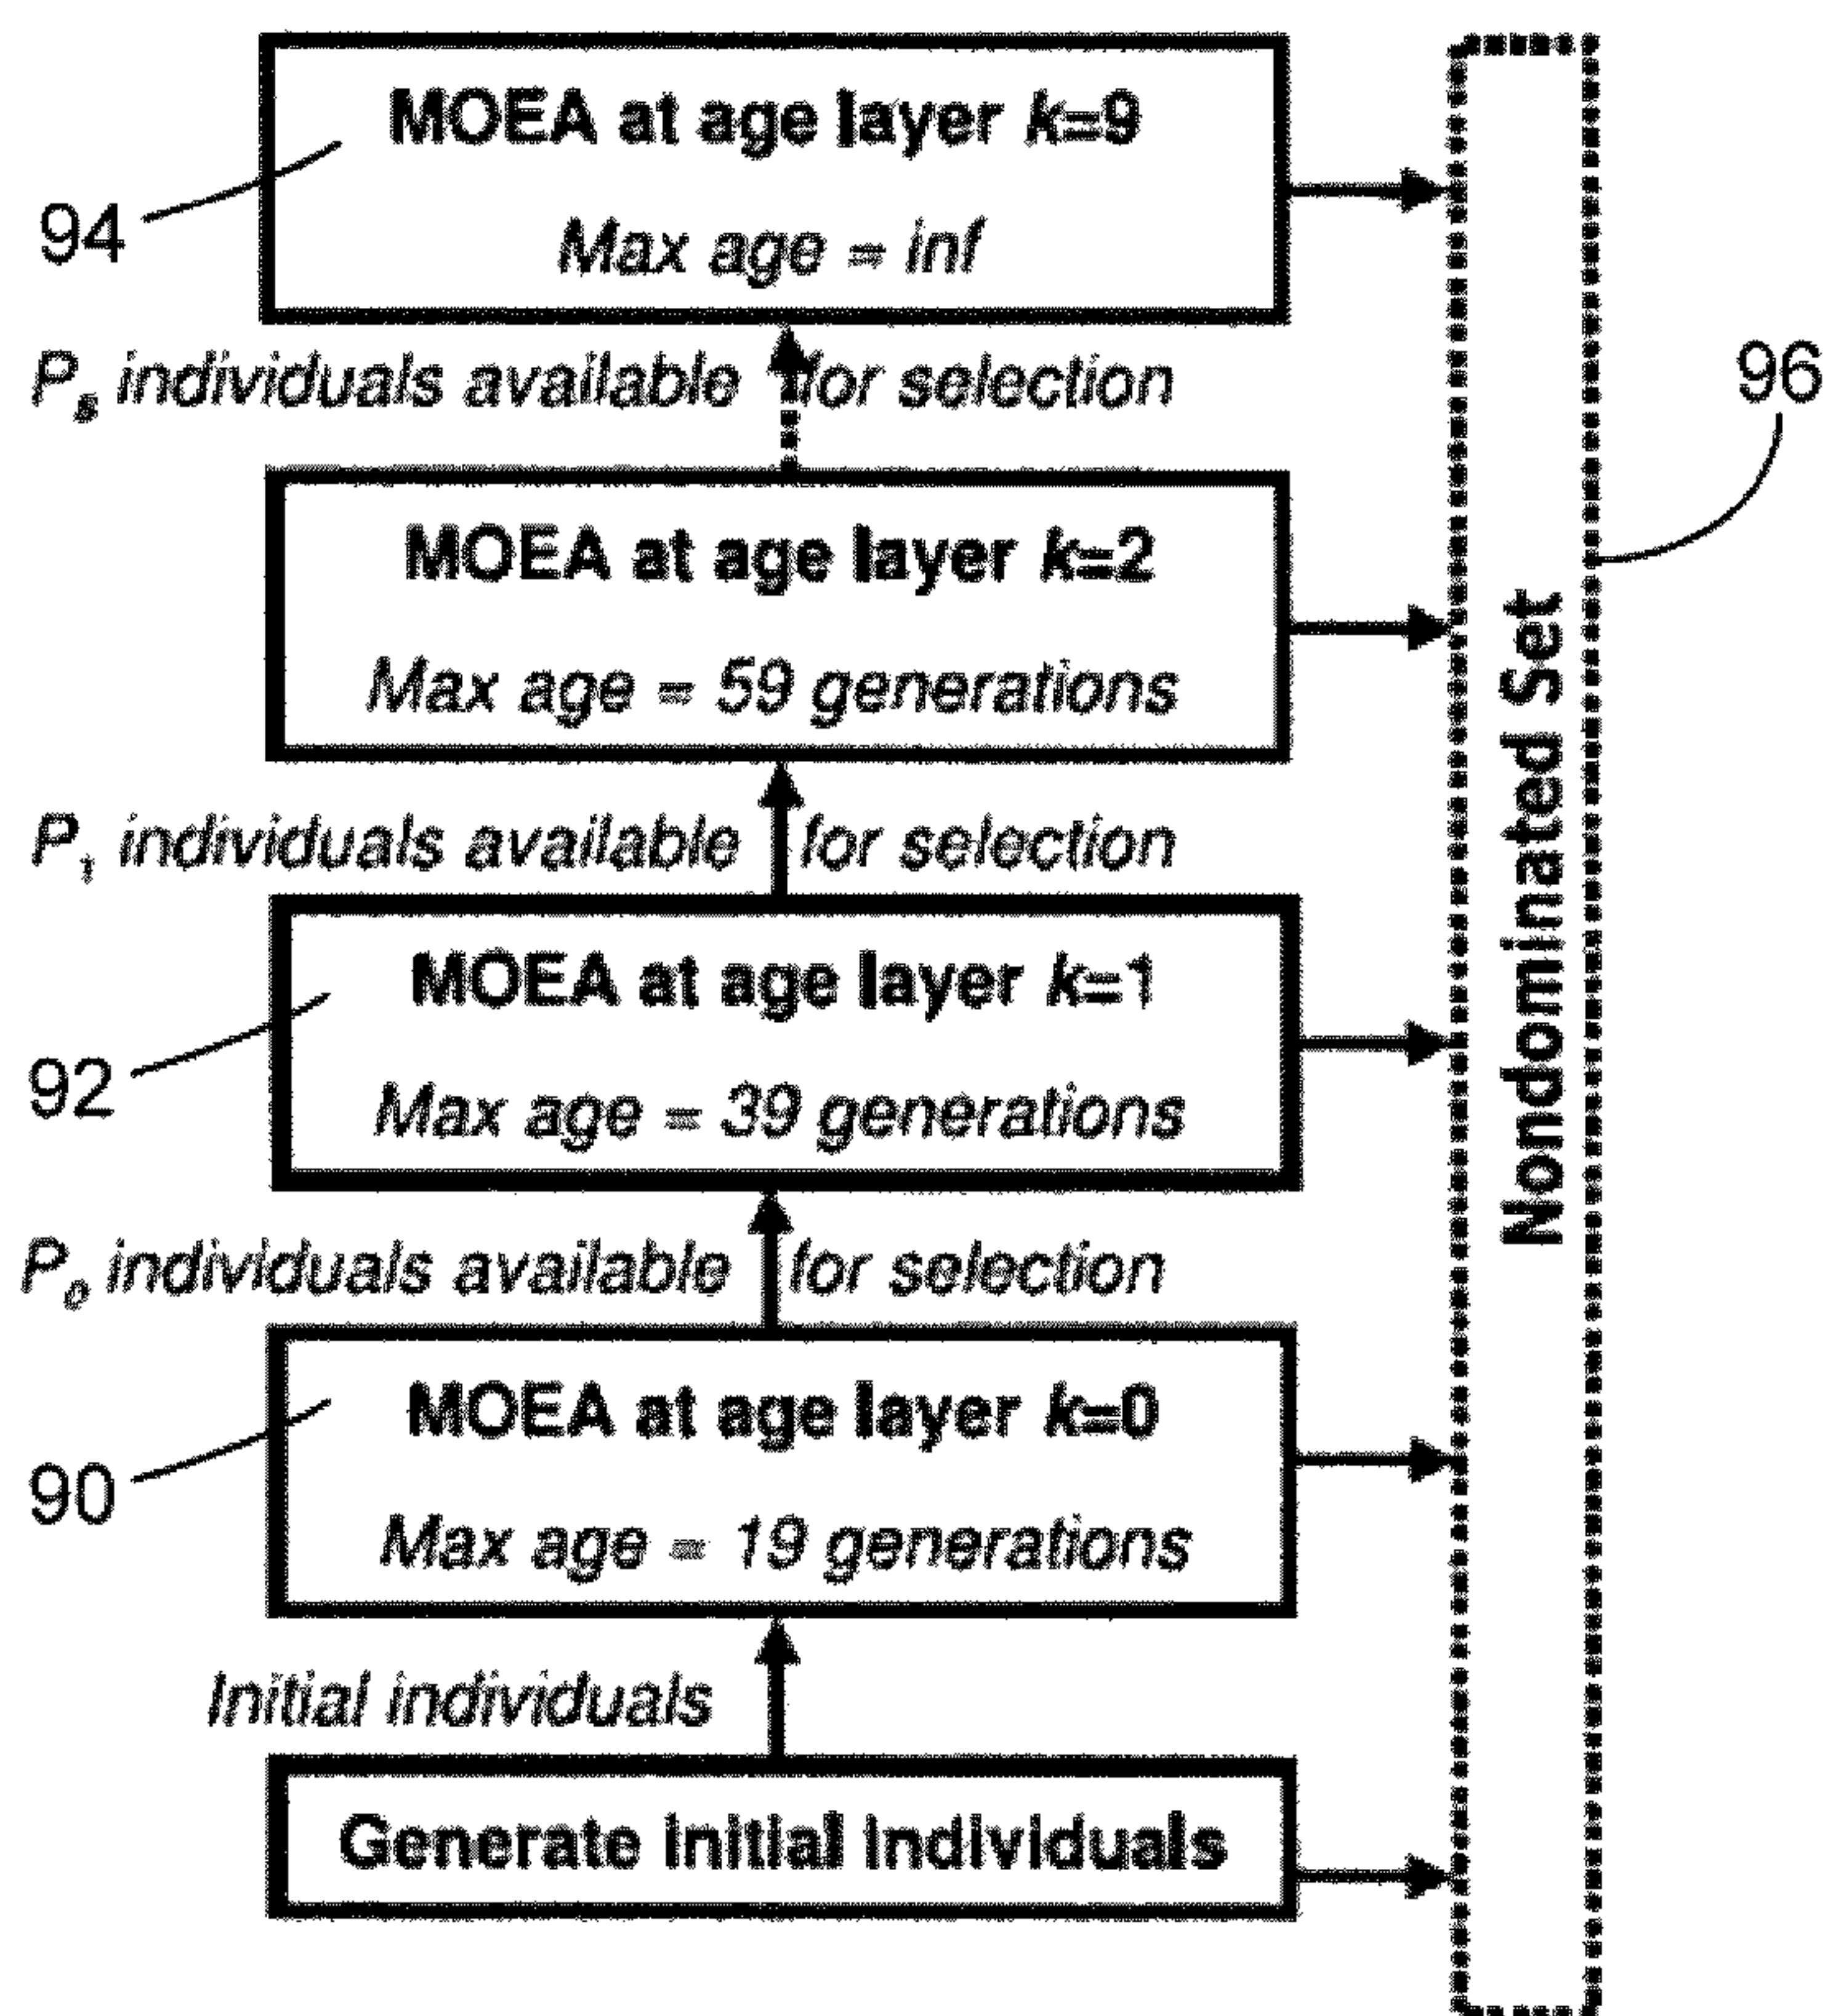 MOEA at age layer k=9
94
Max age = inf
individuals available for selection
96
MOEA at age layer k=2
Max age = 59 generations
P₁ individuals available for selection
MOEA at age layer k=1
92
Max age = 39 generations
P₀ individuals available for selection
MOEA at age layer k=0
90
Max age = 19 generations
Initial individuals
Generate initial individuals
Nondominated Set